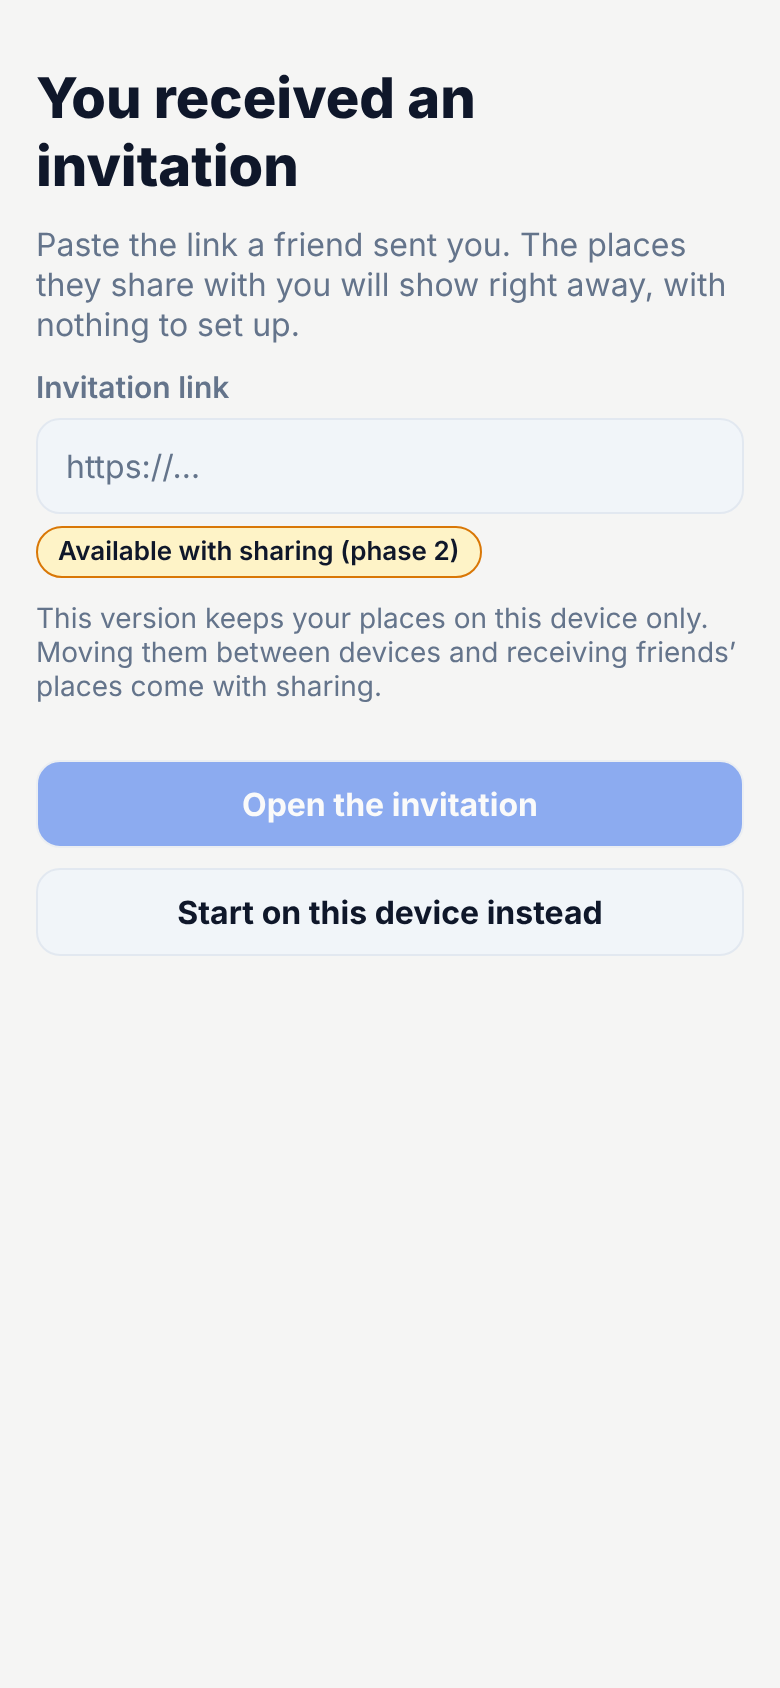 You received an
invitation
Paste the link a friend sent you. The places
they share with you will show right away, with
nothing to set up.
Invitation link
https://...
Available with sharing (phase 2)
This version keeps your places on this device only.
Moving them between devices and receiving friends’
places come with sharing.
Open the invitation
Start on this device instead